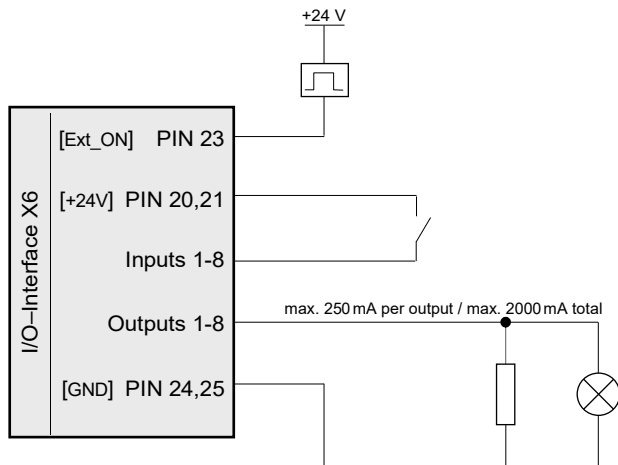 +24 V
[Ext_ON] PIN 23
[+24V] PIN 20,21
Inputs 1-8
max. 250 mA per output / max. 2000 mA total
Outputs 1-8
[GND] PIN 24,25
I/O–Interface X6